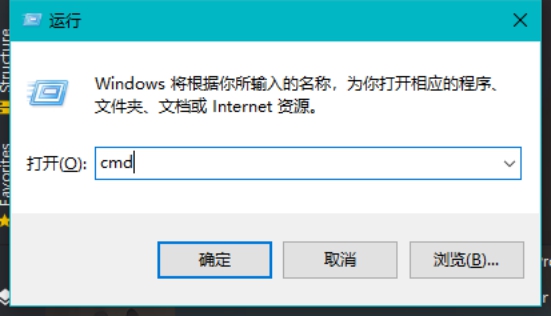 运行
Windows 将根据你所输入的名称，为你打开相应的程序、
文件夹、文档或 Internet 资源。
打开(O):
cmd
确定
取消
浏览(B)...
Structure
Favorites